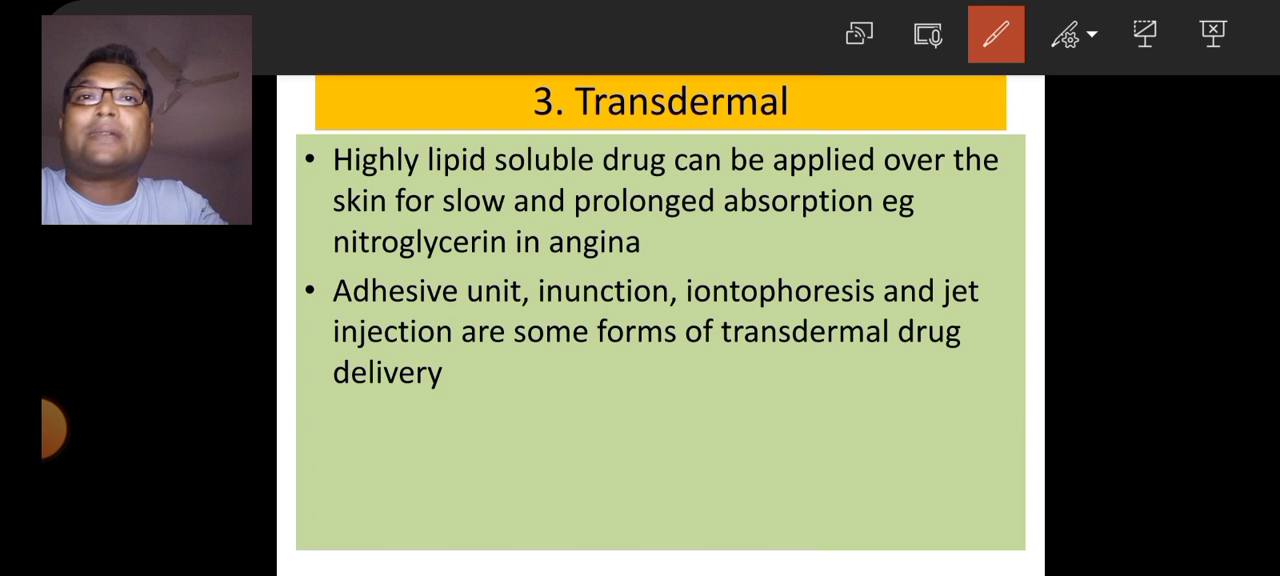 3. Transdermal
• Highly lipid soluble drug can be applied over the
skin for slow and prolonged absorption eg
nitroglycerin in angina
• Adhesive unit, inunction, iontophoresis and jet
injection are some forms of transdermal drug
delivery